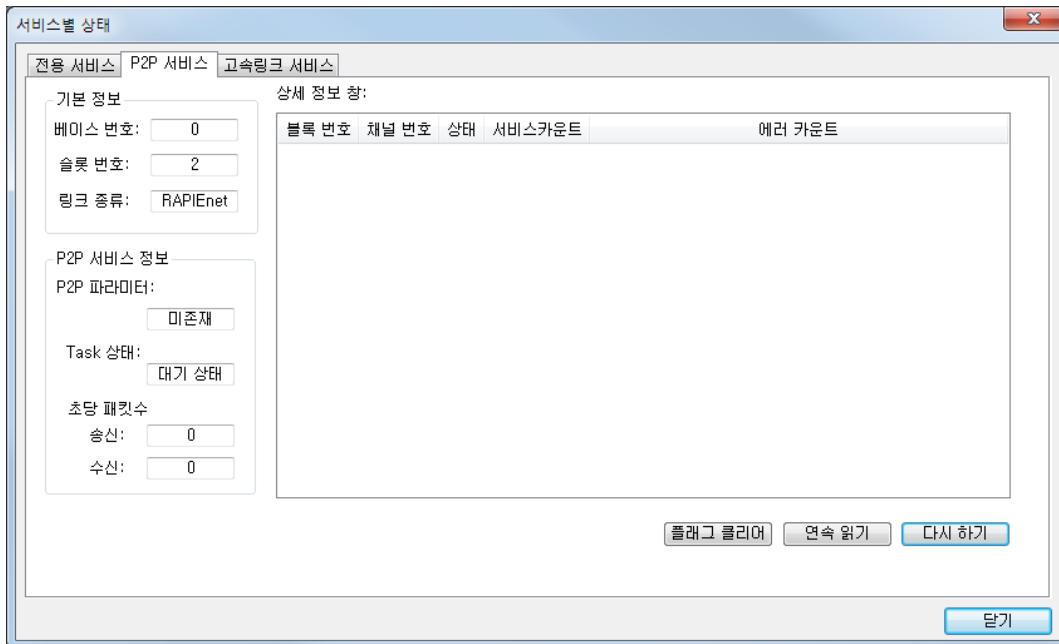 서비스별 상태
전용 서비스 P2P 서비스 고속링크 서비스
기본 정보
베이스 번호: 0
슬롯 번호: 2
링크 종류: RAPIEnet
P2P 서비스 정보
P2P 파라미터:
미존재
Task 상태:
대기 상태
초당 패킷수
송신: 0
수신: 0
상세 정보 창:
블록 번호 채널 번호 상태 서비스카운트 에러 카운트
플래그 클리어 연속 읽기 다시 하기
닫기